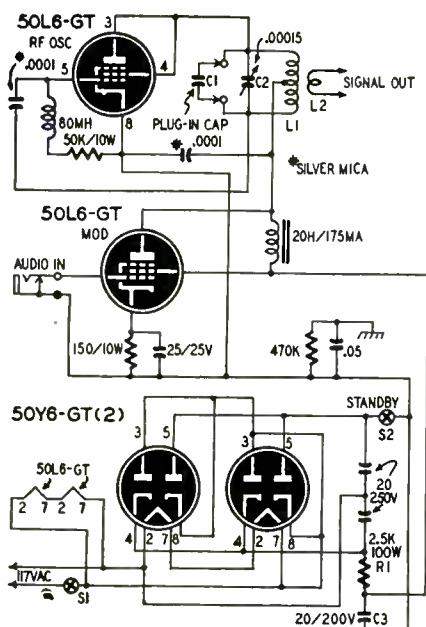 50L6-GT
RF OSC
3
✱ .0001
5
4
8
80MH
50K/10W
C1
PLUG-IN CAP
.00015
C2
✱ .0001
L1
L2
SIGNAL OUT
✱SILVER MICA
50L6-GT
MOD
20H/175MA
AUDIO IN
150/10W
25/25V
470K
.05
50Y6-GT(2)
STANDBY
S2
3
5
3
5
50L6-GT
2 7 2 7
4 2 7 8
4 2 7 8
20
250V
2.5K
100W
R1
117VAC
S1
20/200V
C3